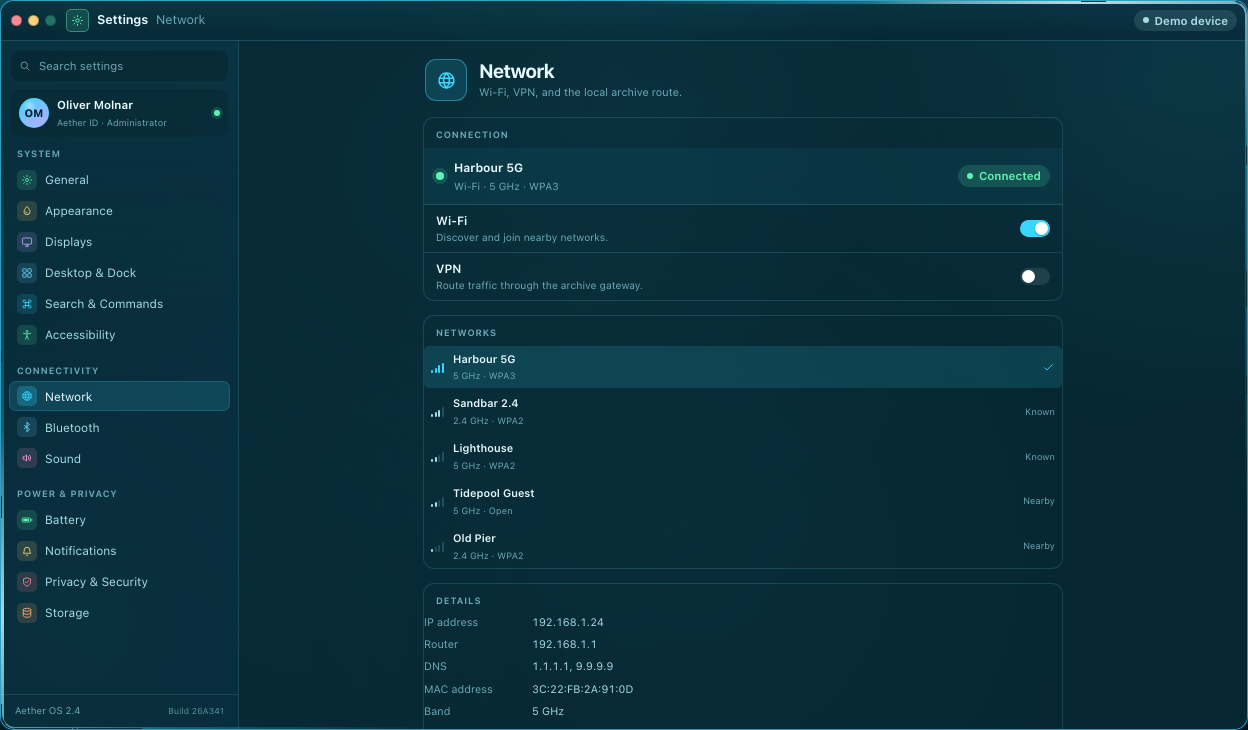 Settings Network
Demo device
Search settings
OM
Oliver Molnar
Aether ID · Administrator
SYSTEM
General
Appearance
Displays
Desktop & Dock
Search & Commands
Accessibility
CONNECTIVITY
Network
Bluetooth
Sound
POWER & PRIVACY
Battery
Notifications
Privacy & Security
Storage
Aether OS 2.4
Build 26A341
Network
Wi-Fi, VPN, and the local archive route.
CONNECTION
Harbour 5G
Wi-Fi · 5 GHz · WPA3
Connected
Wi-Fi
Discover and join nearby networks.
VPN
Route traffic through the archive gateway.
NETWORKS
Harbour 5G
5 GHz · WPA3
Sandbar 2.4
2.4 GHz · WPA2
Known
Lighthouse
5 GHz · WPA2
Known
Tidepool Guest
5 GHz · Open
Nearby
Old Pier
2.4 GHz · WPA2
Nearby
DETAILS
IP address 192.168.1.24
Router 192.168.1.1
DNS 1.1.1.1, 9.9.9.9
MAC address 3C:22:FB:2A:91:0D
Band 5 GHz